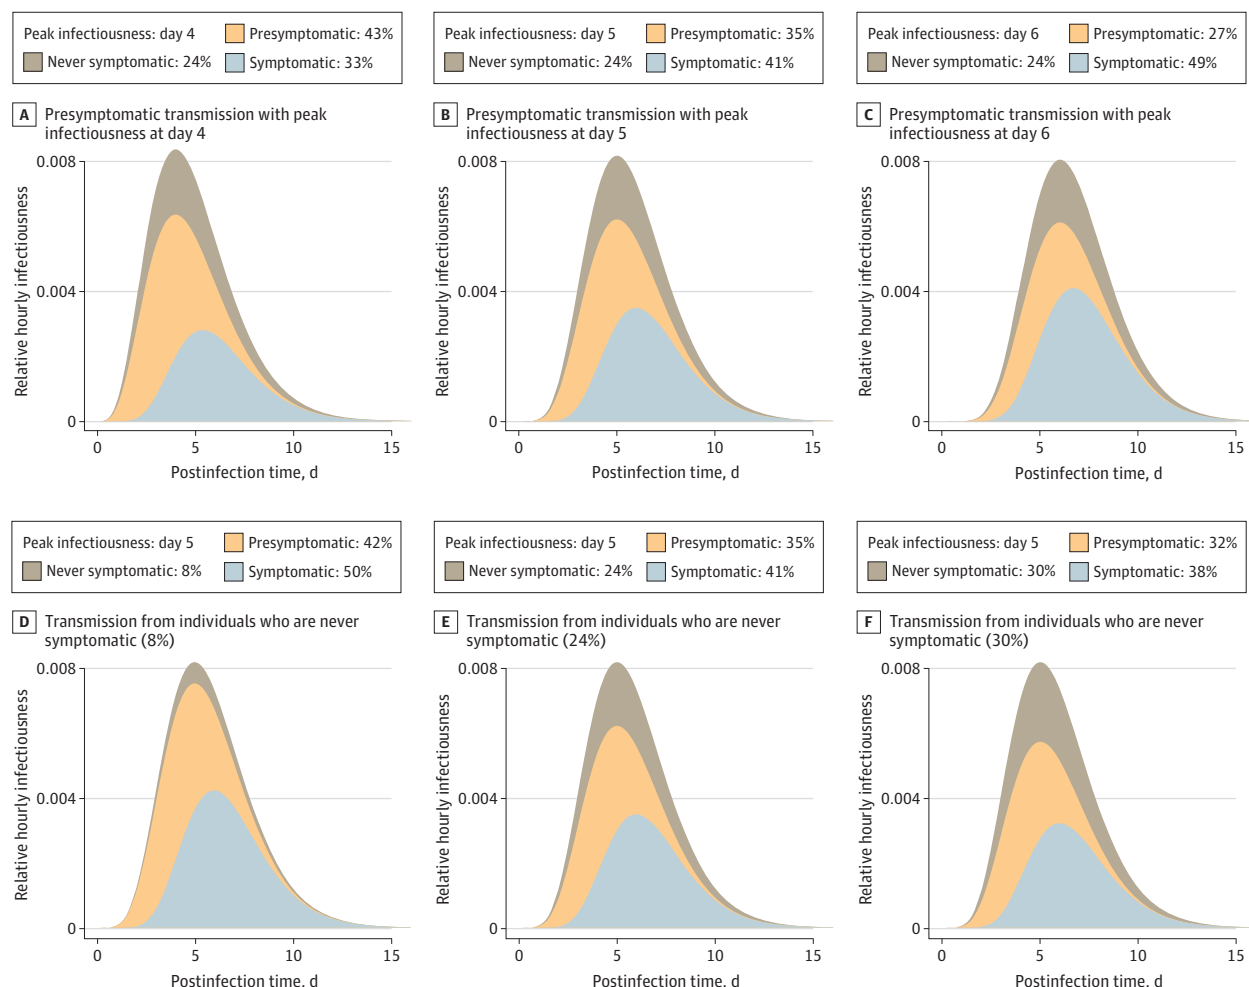 Peak infectiousness: day 4
Presymptomatic: 43%
Never symptomatic: 24%
Symptomatic: 33%
A Presymptomatic transmission with peak
infectiousness at day 4
Relative hourly infectiousness
0.008
0.004
0
0 5 10 15
Postinfection time, d
Peak infectiousness: day 5
Presymptomatic: 35%
Never symptomatic: 24%
Symptomatic: 41%
B Presymptomatic transmission with peak
infectiousness at day 5
Relative hourly infectiousness
0.008
0.004
0
0 5 10 15
Postinfection time, d
Peak infectiousness: day 6
Presymptomatic: 27%
Never symptomatic: 24%
Symptomatic: 49%
C Presymptomatic transmission with peak
infectiousness at day 6
Relative hourly infectiousness
0.008
0.004
0
0 5 10 15
Postinfection time, d
Peak infectiousness: day 5
Presymptomatic: 42%
Never symptomatic: 8%
Symptomatic: 50%
D Transmission from individuals who are never
symptomatic (8%)
Relative hourly infectiousness
0.008
0.004
0
0 5 10 15
Postinfection time, d
Peak infectiousness: day 5
Presymptomatic: 35%
Never symptomatic: 24%
Symptomatic: 41%
E Transmission from individuals who are never
symptomatic (24%)
Relative hourly infectiousness
0.008
0.004
0
0 5 10 15
Postinfection time, d
Peak infectiousness: day 5
Presymptomatic: 32%
Never symptomatic: 30%
Symptomatic: 38%
F Transmission from individuals who are never
symptomatic (30%)
Relative hourly infectiousness
0.008
0.004
0
0 5 10 15
Postinfection time, d